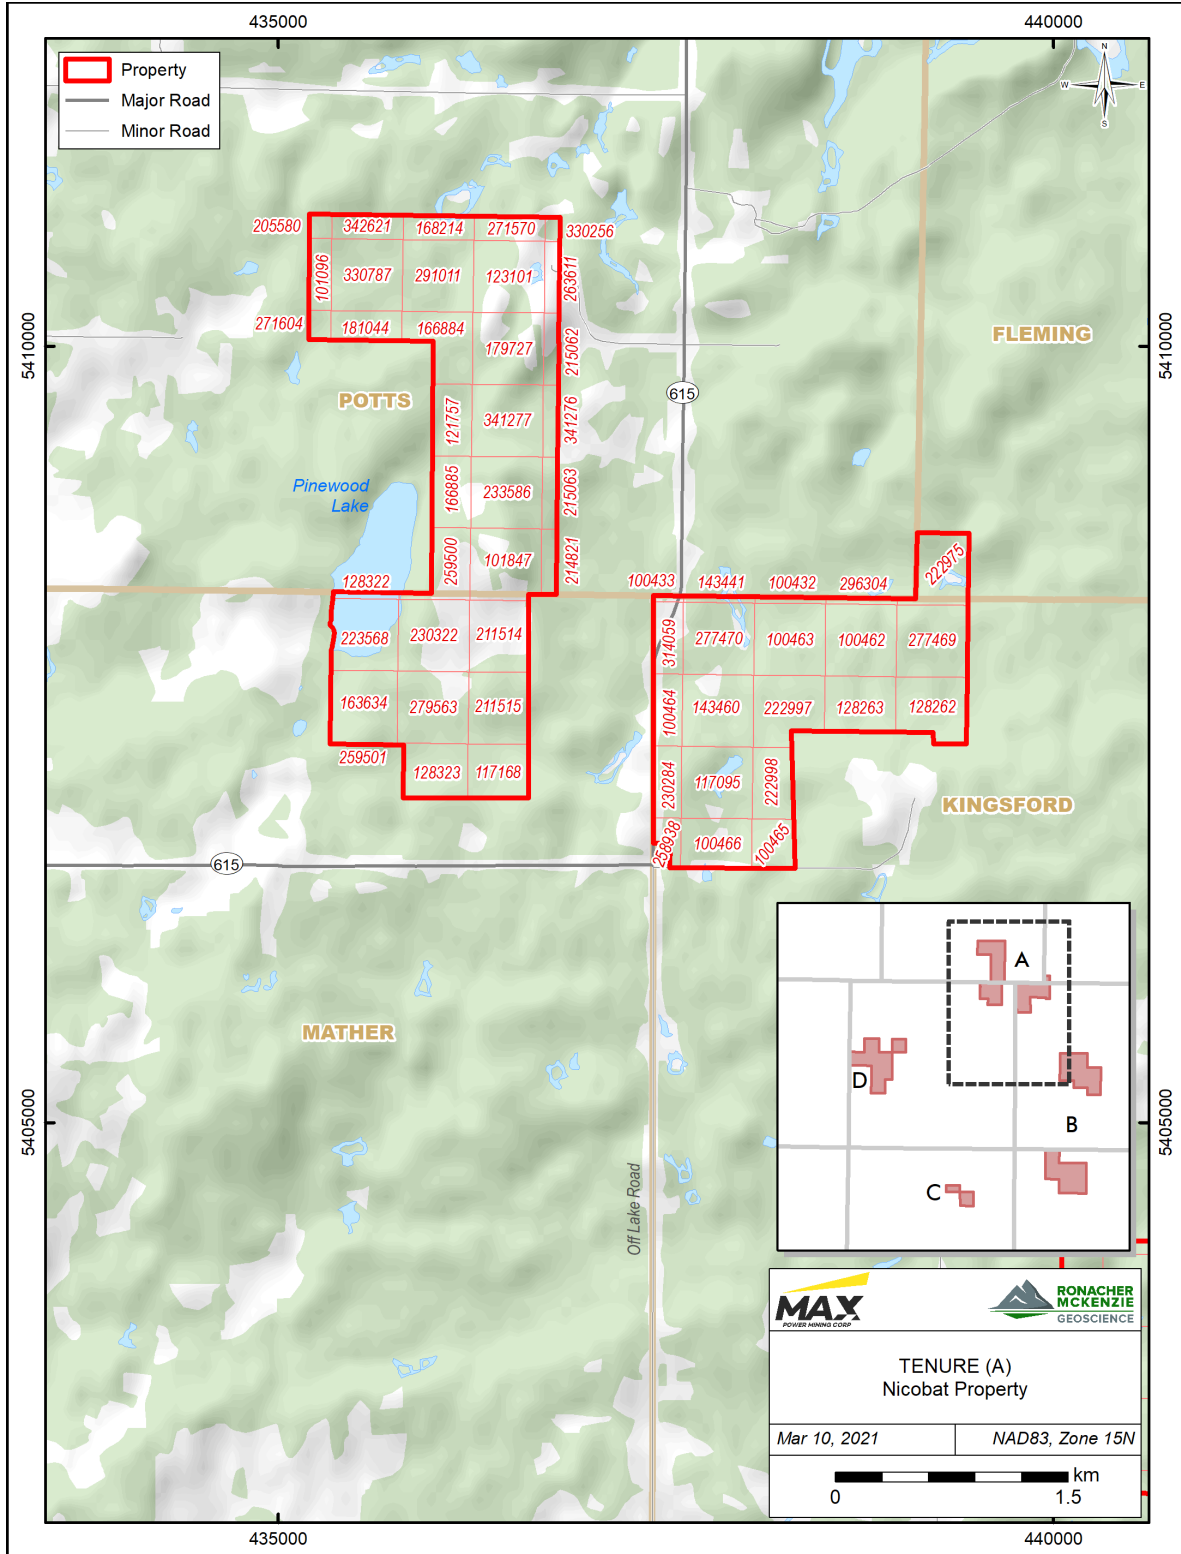 435000
440000
Property
Major Road
Minor Road
N
W
E
S
205580
342621
168214
271570
330256
101096
330787
291011
123101
263611
271604
181044
166884
179727
215062
5410000
5410000
FLEMING
POTTS
615
121757
341277
341276
Pinewood
Lake
166885
233586
215063
259500
101847
214821
128322
100433
143441
100432
296304
222975
223568
230322
211514
314059
277470
100463
100462
277469
163634
279563
211515
100464
143460
222997
128263
128262
259501
128323
117168
230284
117095
222998
KINGSFORD
258938
100466
100465
615
MATHER
A
D
B
C
5405000
5405000
Off Lake Road
MAX
POWER MINING CORP
RONACHER
MCKENZIE
GEOSCIENCE
TENURE (A)
Nicobat Property
Mar 10, 2021
NAD83, Zone 15N
km
0
1.5
435000
440000